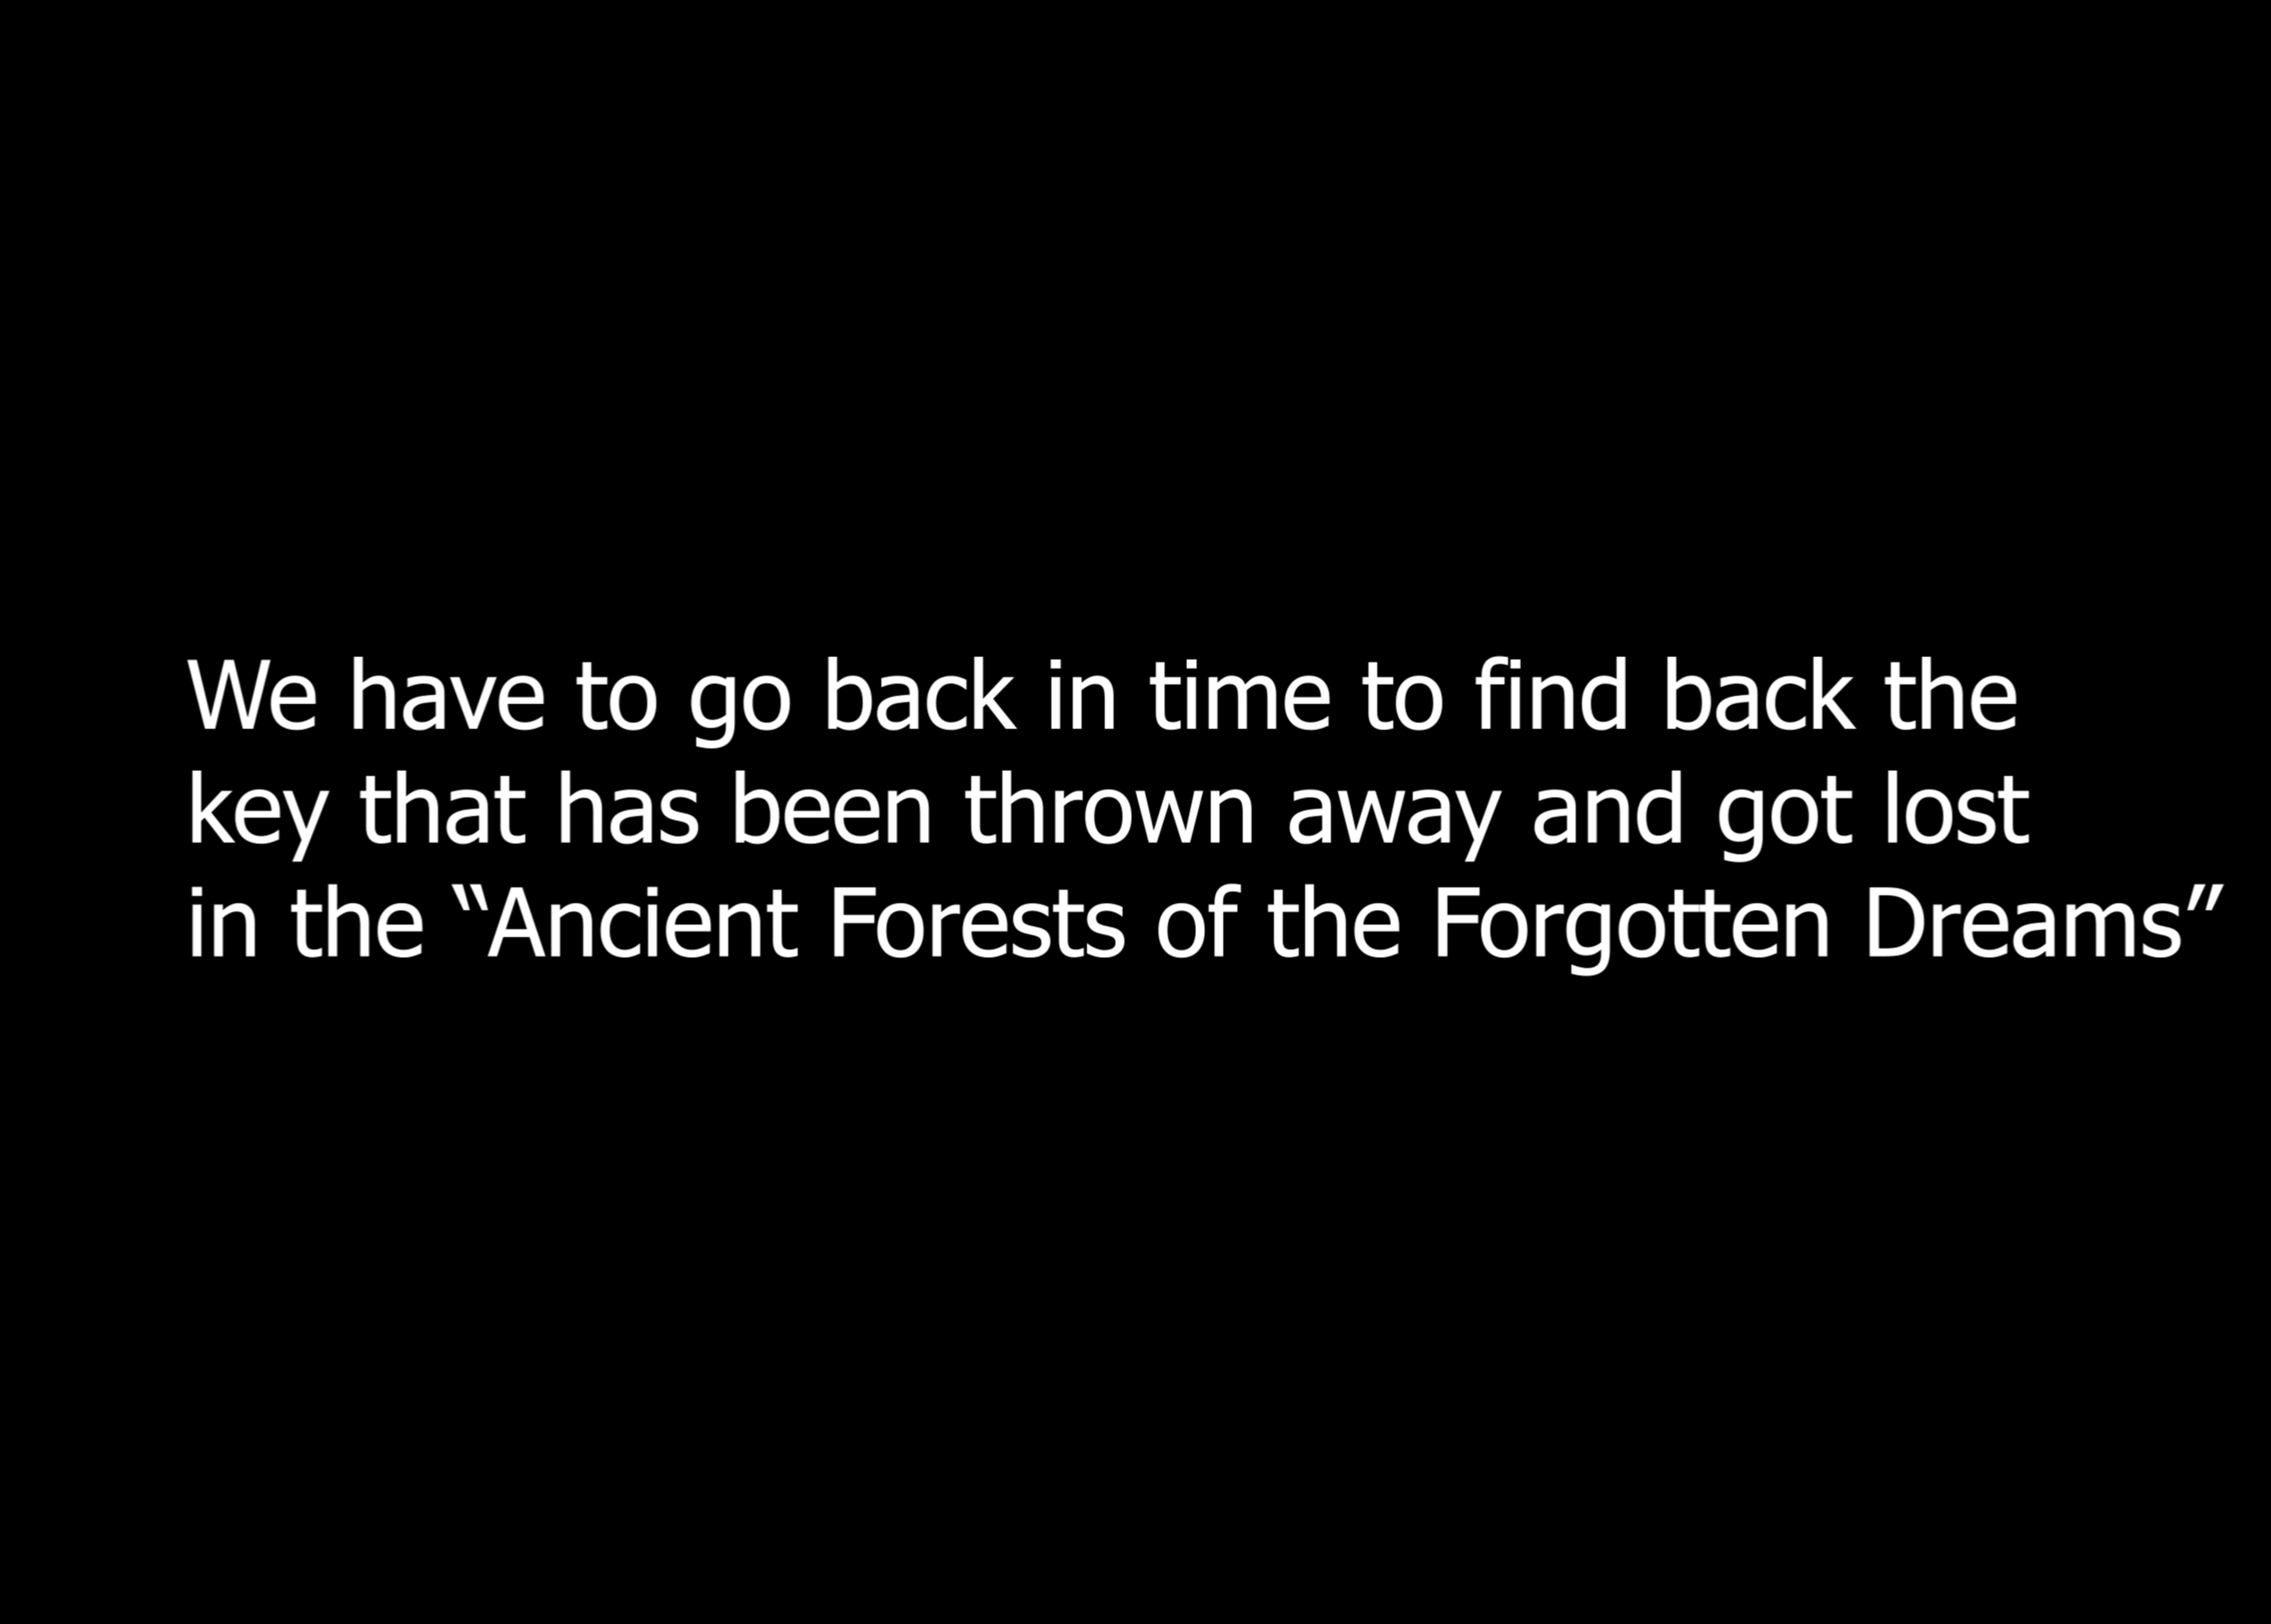 We have to go back in time to find back the
key that has been thrown away and got lost
in the “Ancient Forests of the Forgotten Dreams”